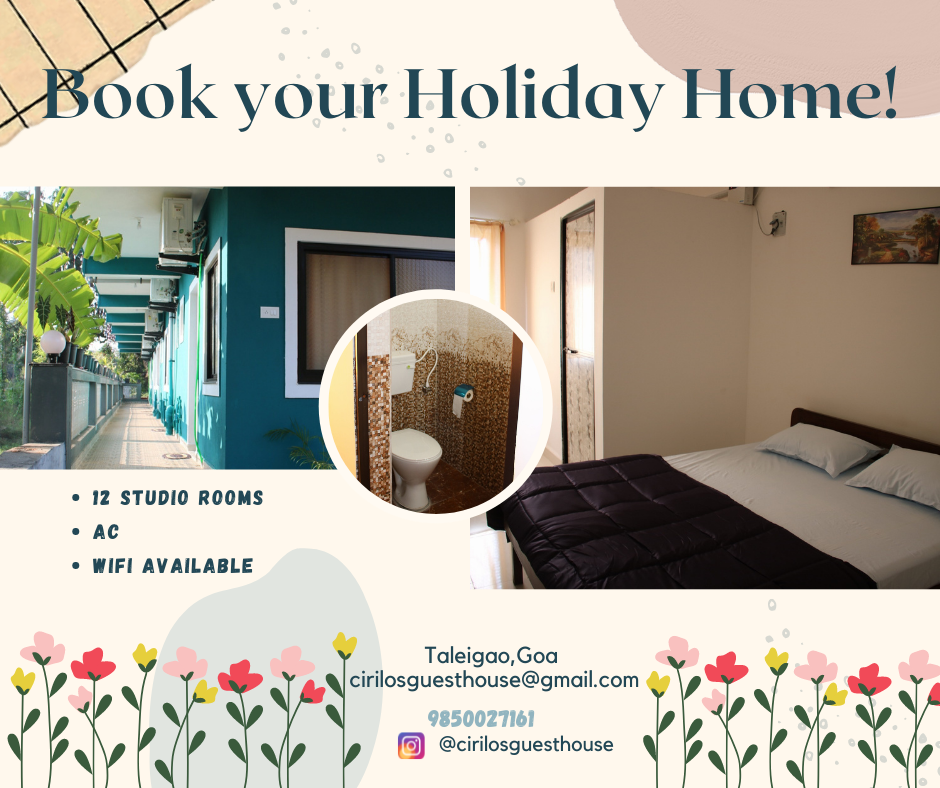 Book your Holiday Home!
12 STUDIO ROOMS
AC
WIFI AVAILABLE
Taleigao,Goa
cirilosguesthouse@gmail.com
9850027161
@cirilosguesthouse